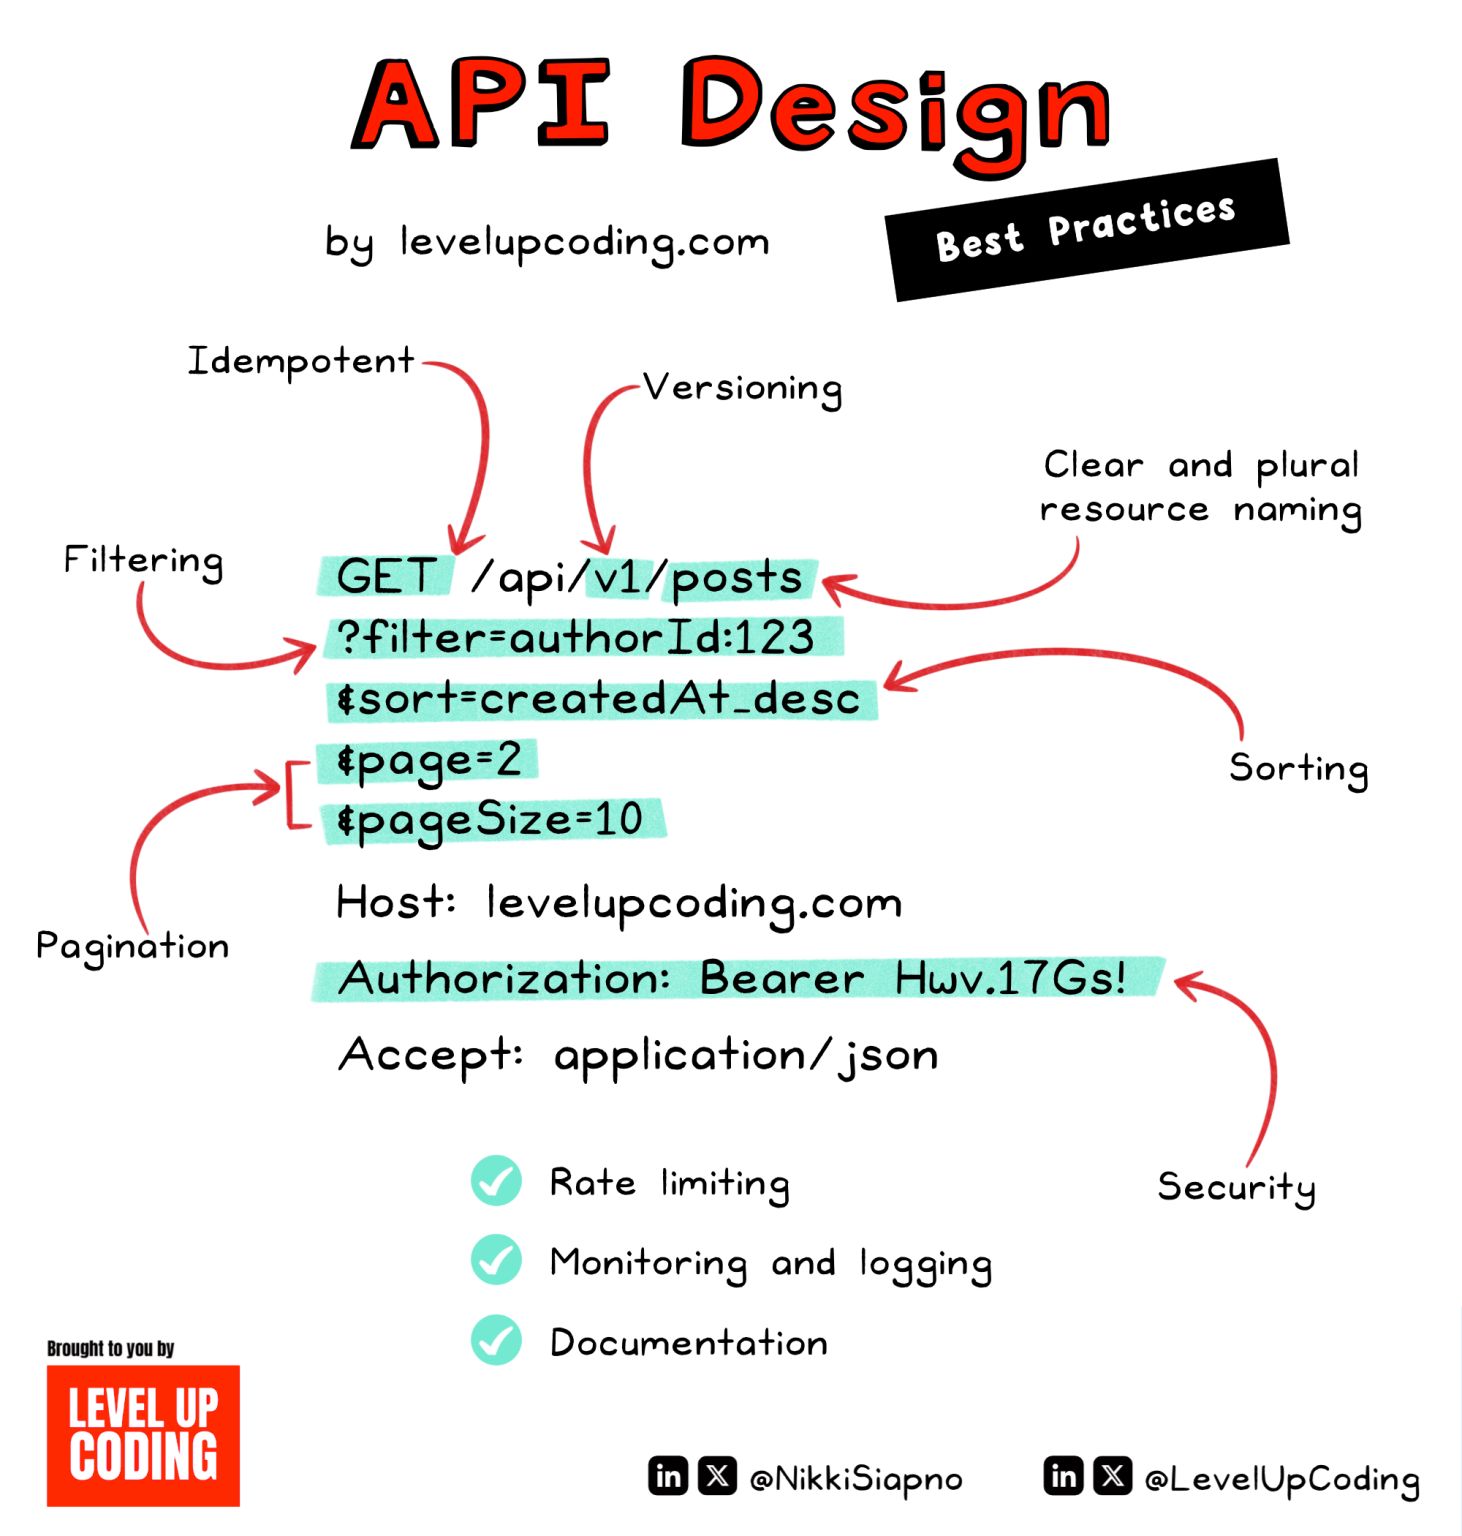 API Design
Best Practices
by levelupcoding.com
Idempotent
Versioning
Clear and plural
resource naming
Filtering
GET /api/v1/posts
?filter=authorId:123
&sort=createdAt_desc
Sorting
&page=2
&pageSize=10
Pagination
Host: levelupcoding.com
Authorization: Bearer Hwv.17Gs!
Accept: application/json
Security
Rate limiting
Monitoring and logging
Documentation
Brought to you by
LEVEL UP
CODING
in X @NikkiSiapno
in X @LevelUpCoding